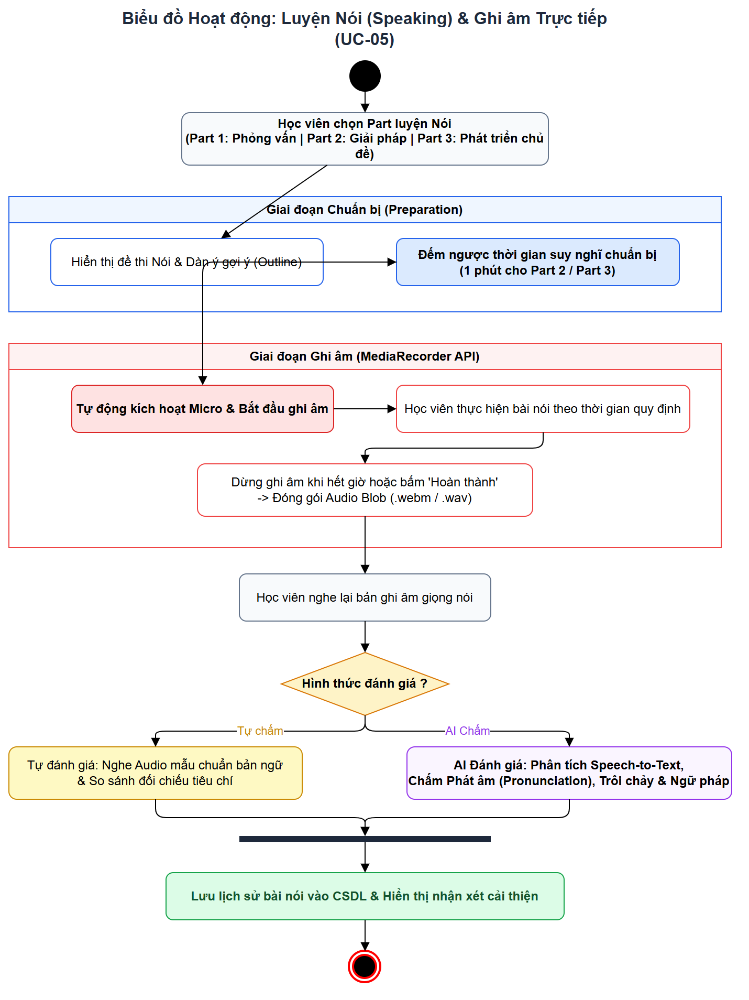 Biểu đồ Hoạt động: Luyện Nói (Speaking) & Ghi âm Trực tiếp
(UC-05)
Học viên chọn Part luyện Nói
(Part 1: Phỏng vấn | Part 2: Giải pháp | Part 3: Phát triển chủ
đề)
Giai đoạn Chuẩn bị (Preparation)
Hiển thị đề thi Nói & Dàn ý gợi ý (Outline)
Đếm ngược thời gian suy nghĩ chuẩn bị
(1 phút cho Part 2 / Part 3)
Giai đoạn Ghi âm (MediaRecorder API)
Tự động kích hoạt Micro & Bắt đầu ghi âm
Học viên thực hiện bài nói theo thời gian quy định
Dừng ghi âm khi hết giờ hoặc bấm 'Hoàn thành'
-> Đóng gói Audio Blob (.webm / .wav)
Học viên nghe lại bản ghi âm giọng nói
Hình thức đánh giá ?
Tự chấm
AI Chấm
Tự đánh giá: Nghe Audio mẫu chuẩn bản ngữ
& So sánh đối chiếu tiêu chí
AI Đánh giá: Phân tích Speech-to-Text,
Chấm Phát âm (Pronunciation), Trôi chảy & Ngữ pháp
Lưu lịch sử bài nói vào CSDL & Hiển thị nhận xét cải thiện